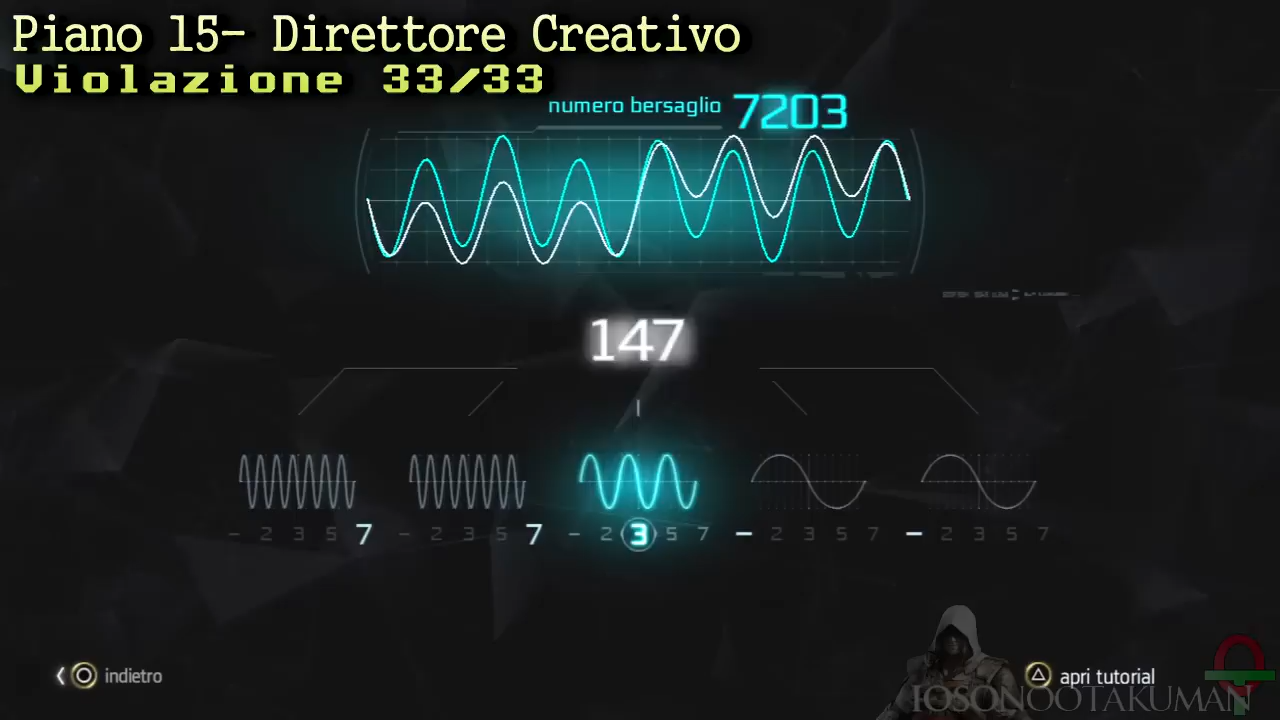 Piano 15- Direttore Creativo
Violazione 33/33
numero bersaglio 7203
147
- 2 3 5 7 - 2 3 5 7 - 2 3 5 7 - 2 3 5 7 - 2 3 5 7
indietro
apri tutorial
IOSONOOTAKUMAN